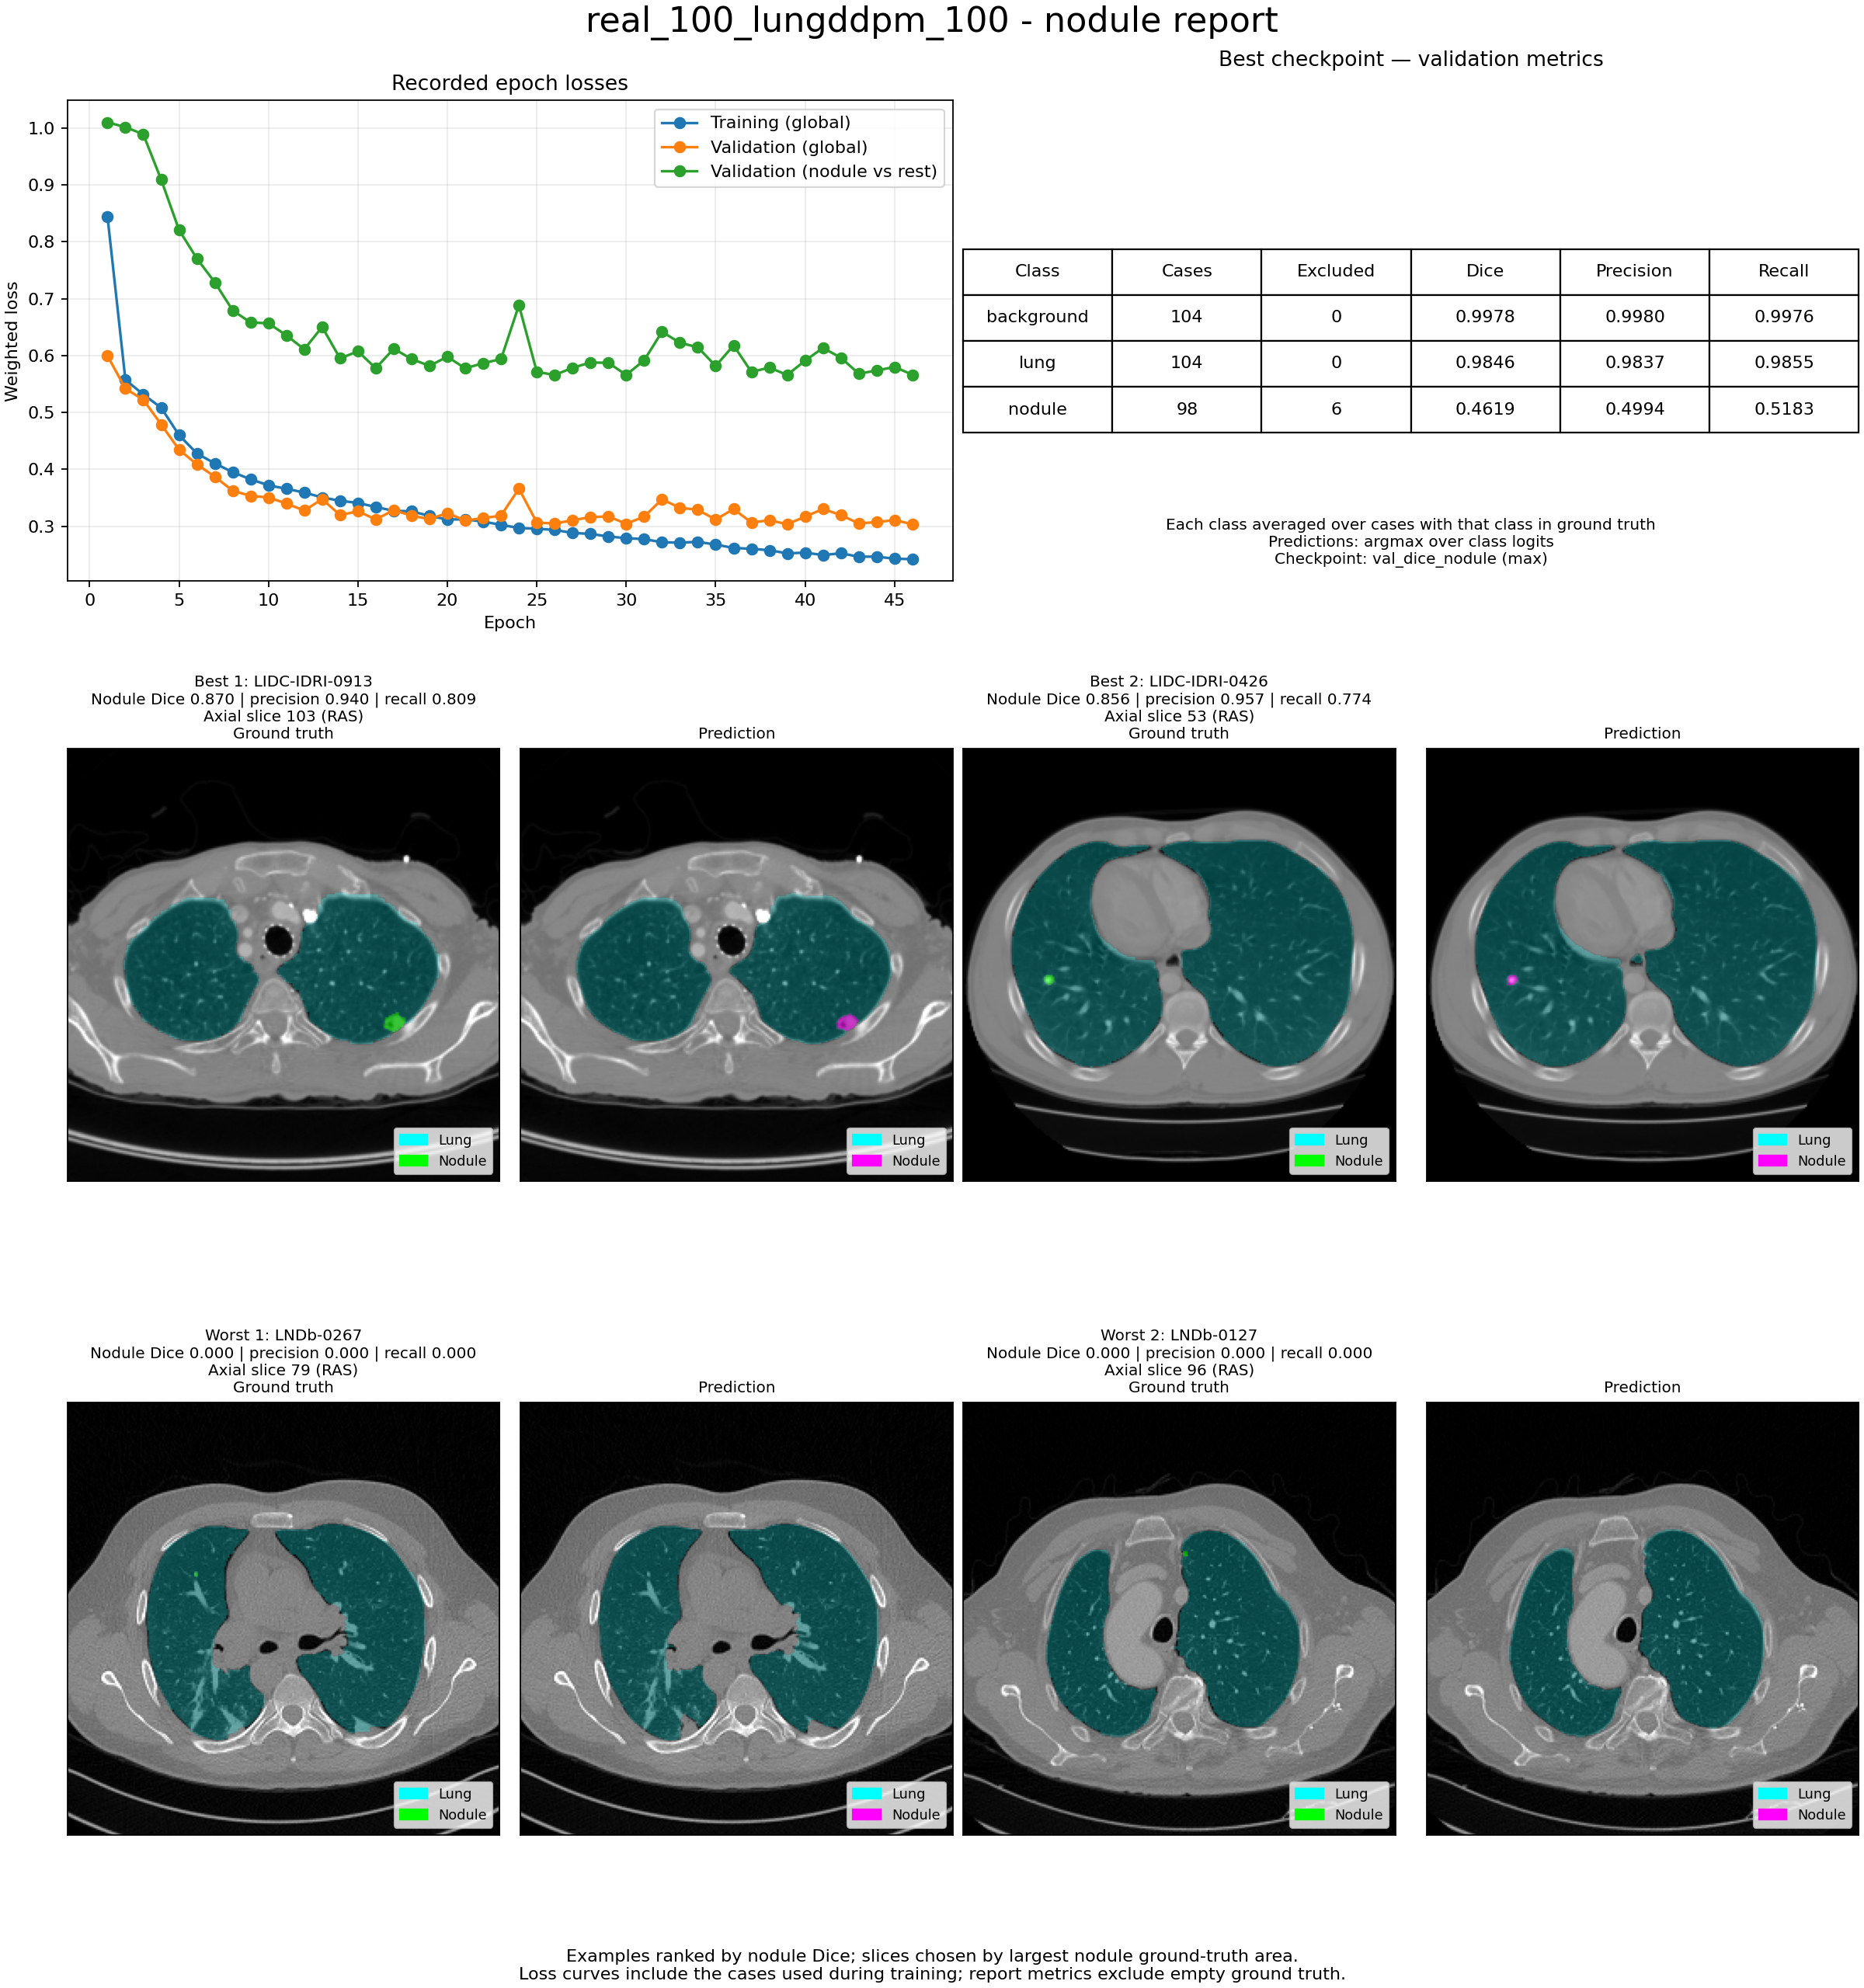 real_100_lungddpm_100 - nodule report
Recorded epoch losses
Weighted loss
1.0
0.9
0.8
0.7
0.6
0.5
0.4
0.3
Training (global)
Validation (global)
Validation (nodule vs rest)
0 5 10 15 20 25 30 35 40 45
Epoch
Best checkpoint — validation metrics
Class Cases Excluded Dice Precision Recall
background 104 0 0.9978 0.9980 0.9976
lung 104 0 0.9846 0.9837 0.9855
nodule 98 6 0.4619 0.4994 0.5183
Each class averaged over cases with that class in ground truth
Predictions: argmax over class logits
Checkpoint: val_dice_nodule (max)
Best 1: LIDC-IDRI-0913
Nodule Dice 0.870 | precision 0.940 | recall 0.809
Axial slice 103 (RAS)
Ground truth
Lung
Nodule
Prediction
Lung
Nodule
Best 2: LIDC-IDRI-0426
Nodule Dice 0.856 | precision 0.957 | recall 0.774
Axial slice 53 (RAS)
Ground truth
Lung
Nodule
Prediction
Lung
Nodule
Worst 1: LNDb-0267
Nodule Dice 0.000 | precision 0.000 | recall 0.000
Axial slice 79 (RAS)
Ground truth
Lung
Nodule
Prediction
Lung
Nodule
Worst 2: LNDb-0127
Nodule Dice 0.000 | precision 0.000 | recall 0.000
Axial slice 96 (RAS)
Ground truth
Lung
Nodule
Prediction
Lung
Nodule
Examples ranked by nodule Dice; slices chosen by largest nodule ground-truth area.
Loss curves include the cases used during training; report metrics exclude empty ground truth.